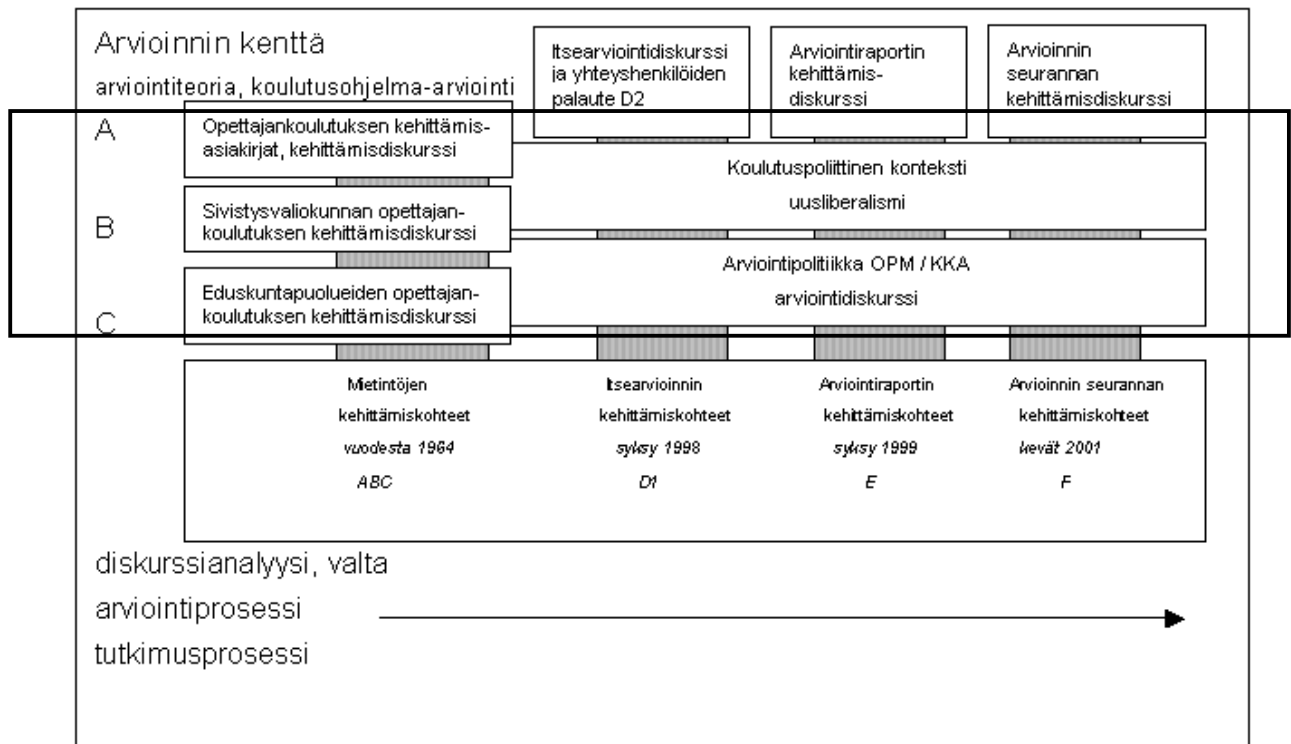 Arvioinnin kenttä
arviointiteoria, koulutusohjelma-arviointi
Itsearviointidiskurssi
ja yhteyshenkilöiden
palaute D2
Arviointiraportin
kehittämis-
diskurssi
Arvioinnin
seurannan
kehittämisdiskurssi
A
Opettajankoulutuksen kehittämis-
asiakirjat, kehittämisdiskurssi
Koulutuspoliittinen konteksti
uusliberalismi
B
Sivistysvaliokunnan opettajan-
koulutuksen kehittämisdiskurssi
Arviointipolitiikka OPM / KKA
arviointidiskurssi
C
Eduskuntapuolueiden opettajan-
koulutuksen kehittämisdiskurssi
Mietintöjen
kehittämiskohteet
vuodesta 1964
ABC
Itsearvioinnin
kehittämiskohteet
syksy 1998
D1
Arviointiraportin
kehittämiskohteet
syksy 1999
E
Arvioinnin seurannan
kehittämiskohteet
kevät 2001
F
diskurssianalyysi, valta
arviointiprosessi
tutkimusprosessi